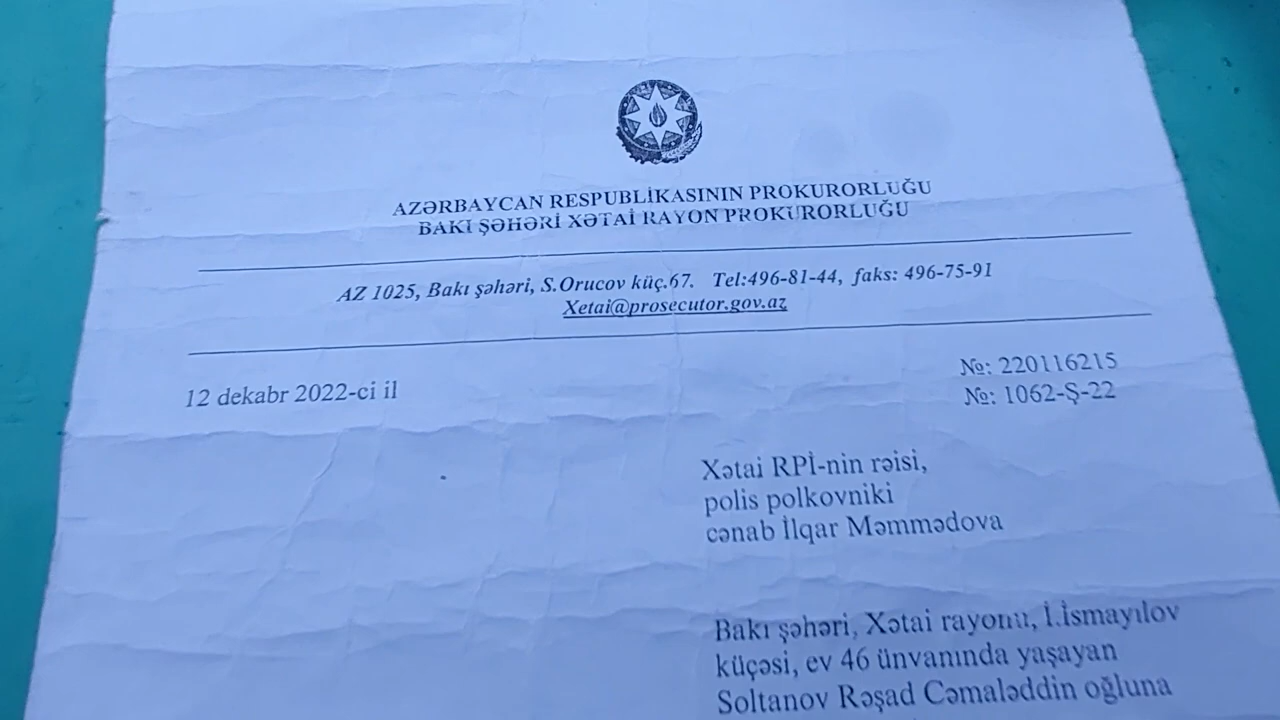 AZƏRBAYCAN RESPUBLİKASININ PROKURORLUĞU
BAKI ŞƏHƏRİ XƏTAİ RAYON PROKURORLUĞU
AZ 1025, Bakı şəhəri, S.Orucov küç.67. Tel:496-81-44, faks: 496-75-91
Xetai@prosecutor.gov.az
12 dekabr 2022-ci il
№: 220116215
№: 1062-Ş-22
Xətai RPİ-nin rəisi,
polis polkovniki
cənab İlqar Məmmədova
Bakı şəhəri, Xətai rayonu, İ.İsmayılov
küçəsi, ev 46 ünvanında yaşayan
Soltanov Rəşad Cəmaləddin oğluna